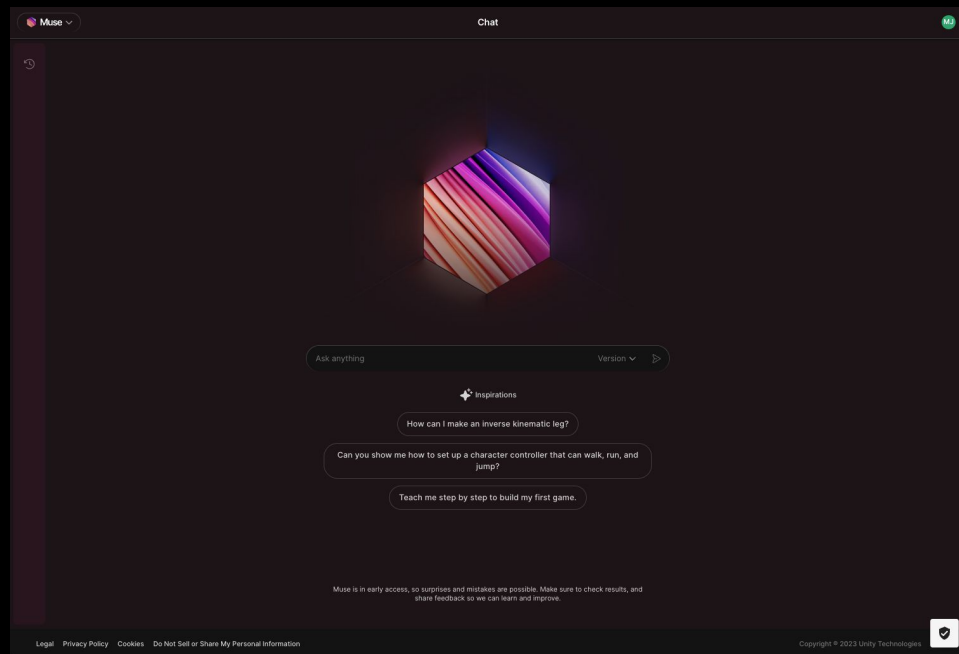 Muse
Chat
MJ
Ask anything
Version
Inspirations
How can I make an inverse kinematic leg?
Can you show me how to set up a character controller that can walk, run, and
jump?
Teach me step by step to build my first game.
Muse is in early access, so surprises and mistakes are possible. Make sure to check results, and
share feedback so we can learn and improve.
Legal Privacy Policy Cookies Do Not Sell or Share My Personal Information
Copyright © 2023 Unity Technologies